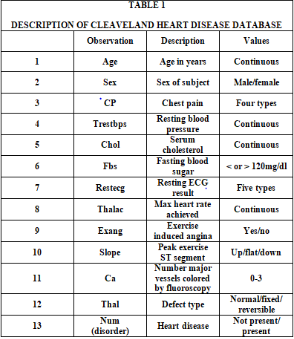 TABLE 1
DESCRIPTION OF CLEAVELAND HEART DISEASE DATABASE
Observation Description Values
1 Age Age in years Continuous
2 Sex Sex of subject Male/female
3 * CP Chest pain Four types
4 Trestbps Resting blood pressure Continuous
5 Chol Serum cholesterol Continuous
6 Fbs Fasting blood sugar < or > 120mg/dl
7 Restecg Resting ECG result Five types
8 Thalac Max heart rate achieved Continuous
9 Exang Exercise induced angina Yes/no
10 Slope Peak exercise ST segment Up/flat/down
11 Ca Number major vessels colored by fluoroscopy 0-3
12 Thal Defect type Normal/fixed/ reversible
13 Num (disorder) Heart disease Not present/ present